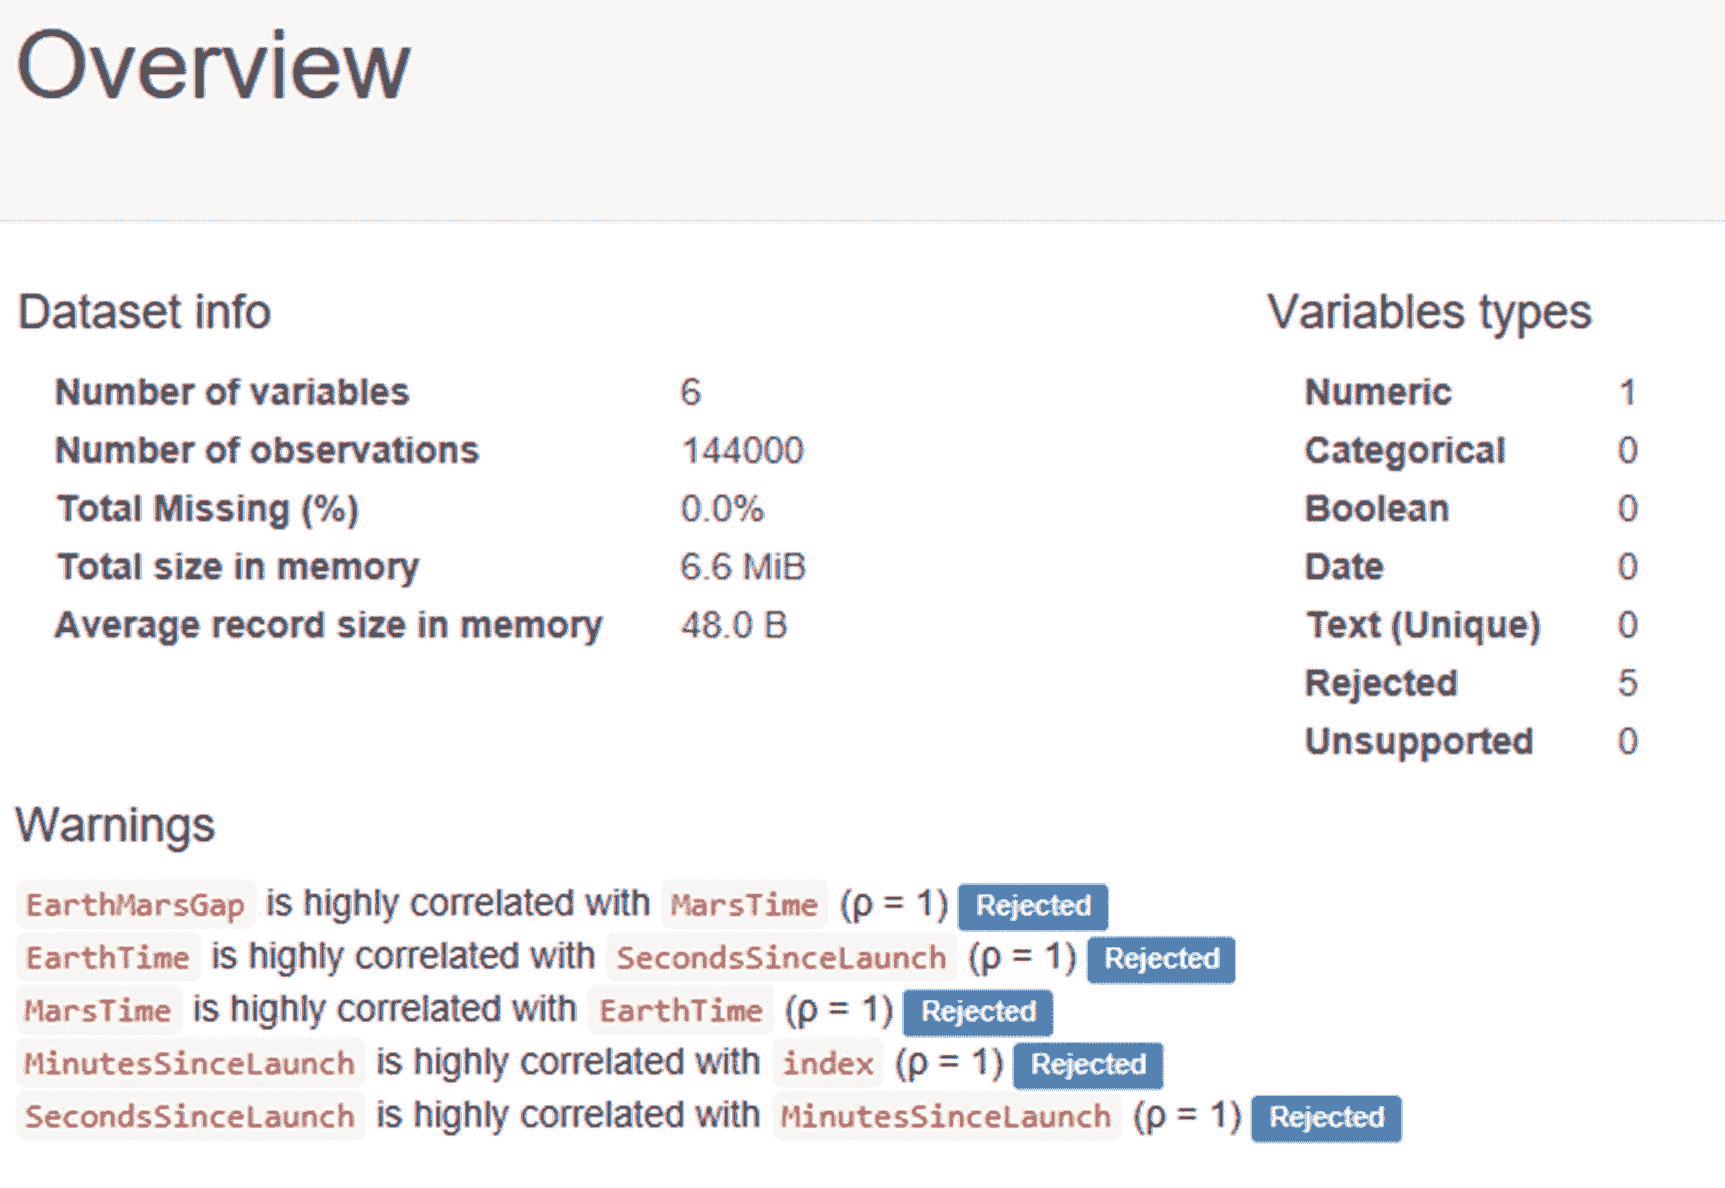 Overview
Dataset info
Number of variables 6
Number of observations 144000
Total Missing (%) 0.0%
Total size in memory 6.6 MiB
Average record size in memory 48.0 B
Variables types
Numeric 1
Categorical 0
Boolean 0
Date 0
Text (Unique) 0
Rejected 5
Unsupported 0
Warnings
EarthMarsGap is highly correlated with MarsTime (ρ = 1) Rejected
EarthTime is highly correlated with SecondsSinceLaunch (ρ = 1) Rejected
MarsTime is highly correlated with EarthTime (ρ = 1) Rejected
MinutesSinceLaunch is highly correlated with index (ρ = 1) Rejected
SecondsSinceLaunch is highly correlated with MinutesSinceLaunch (ρ = 1) Rejected